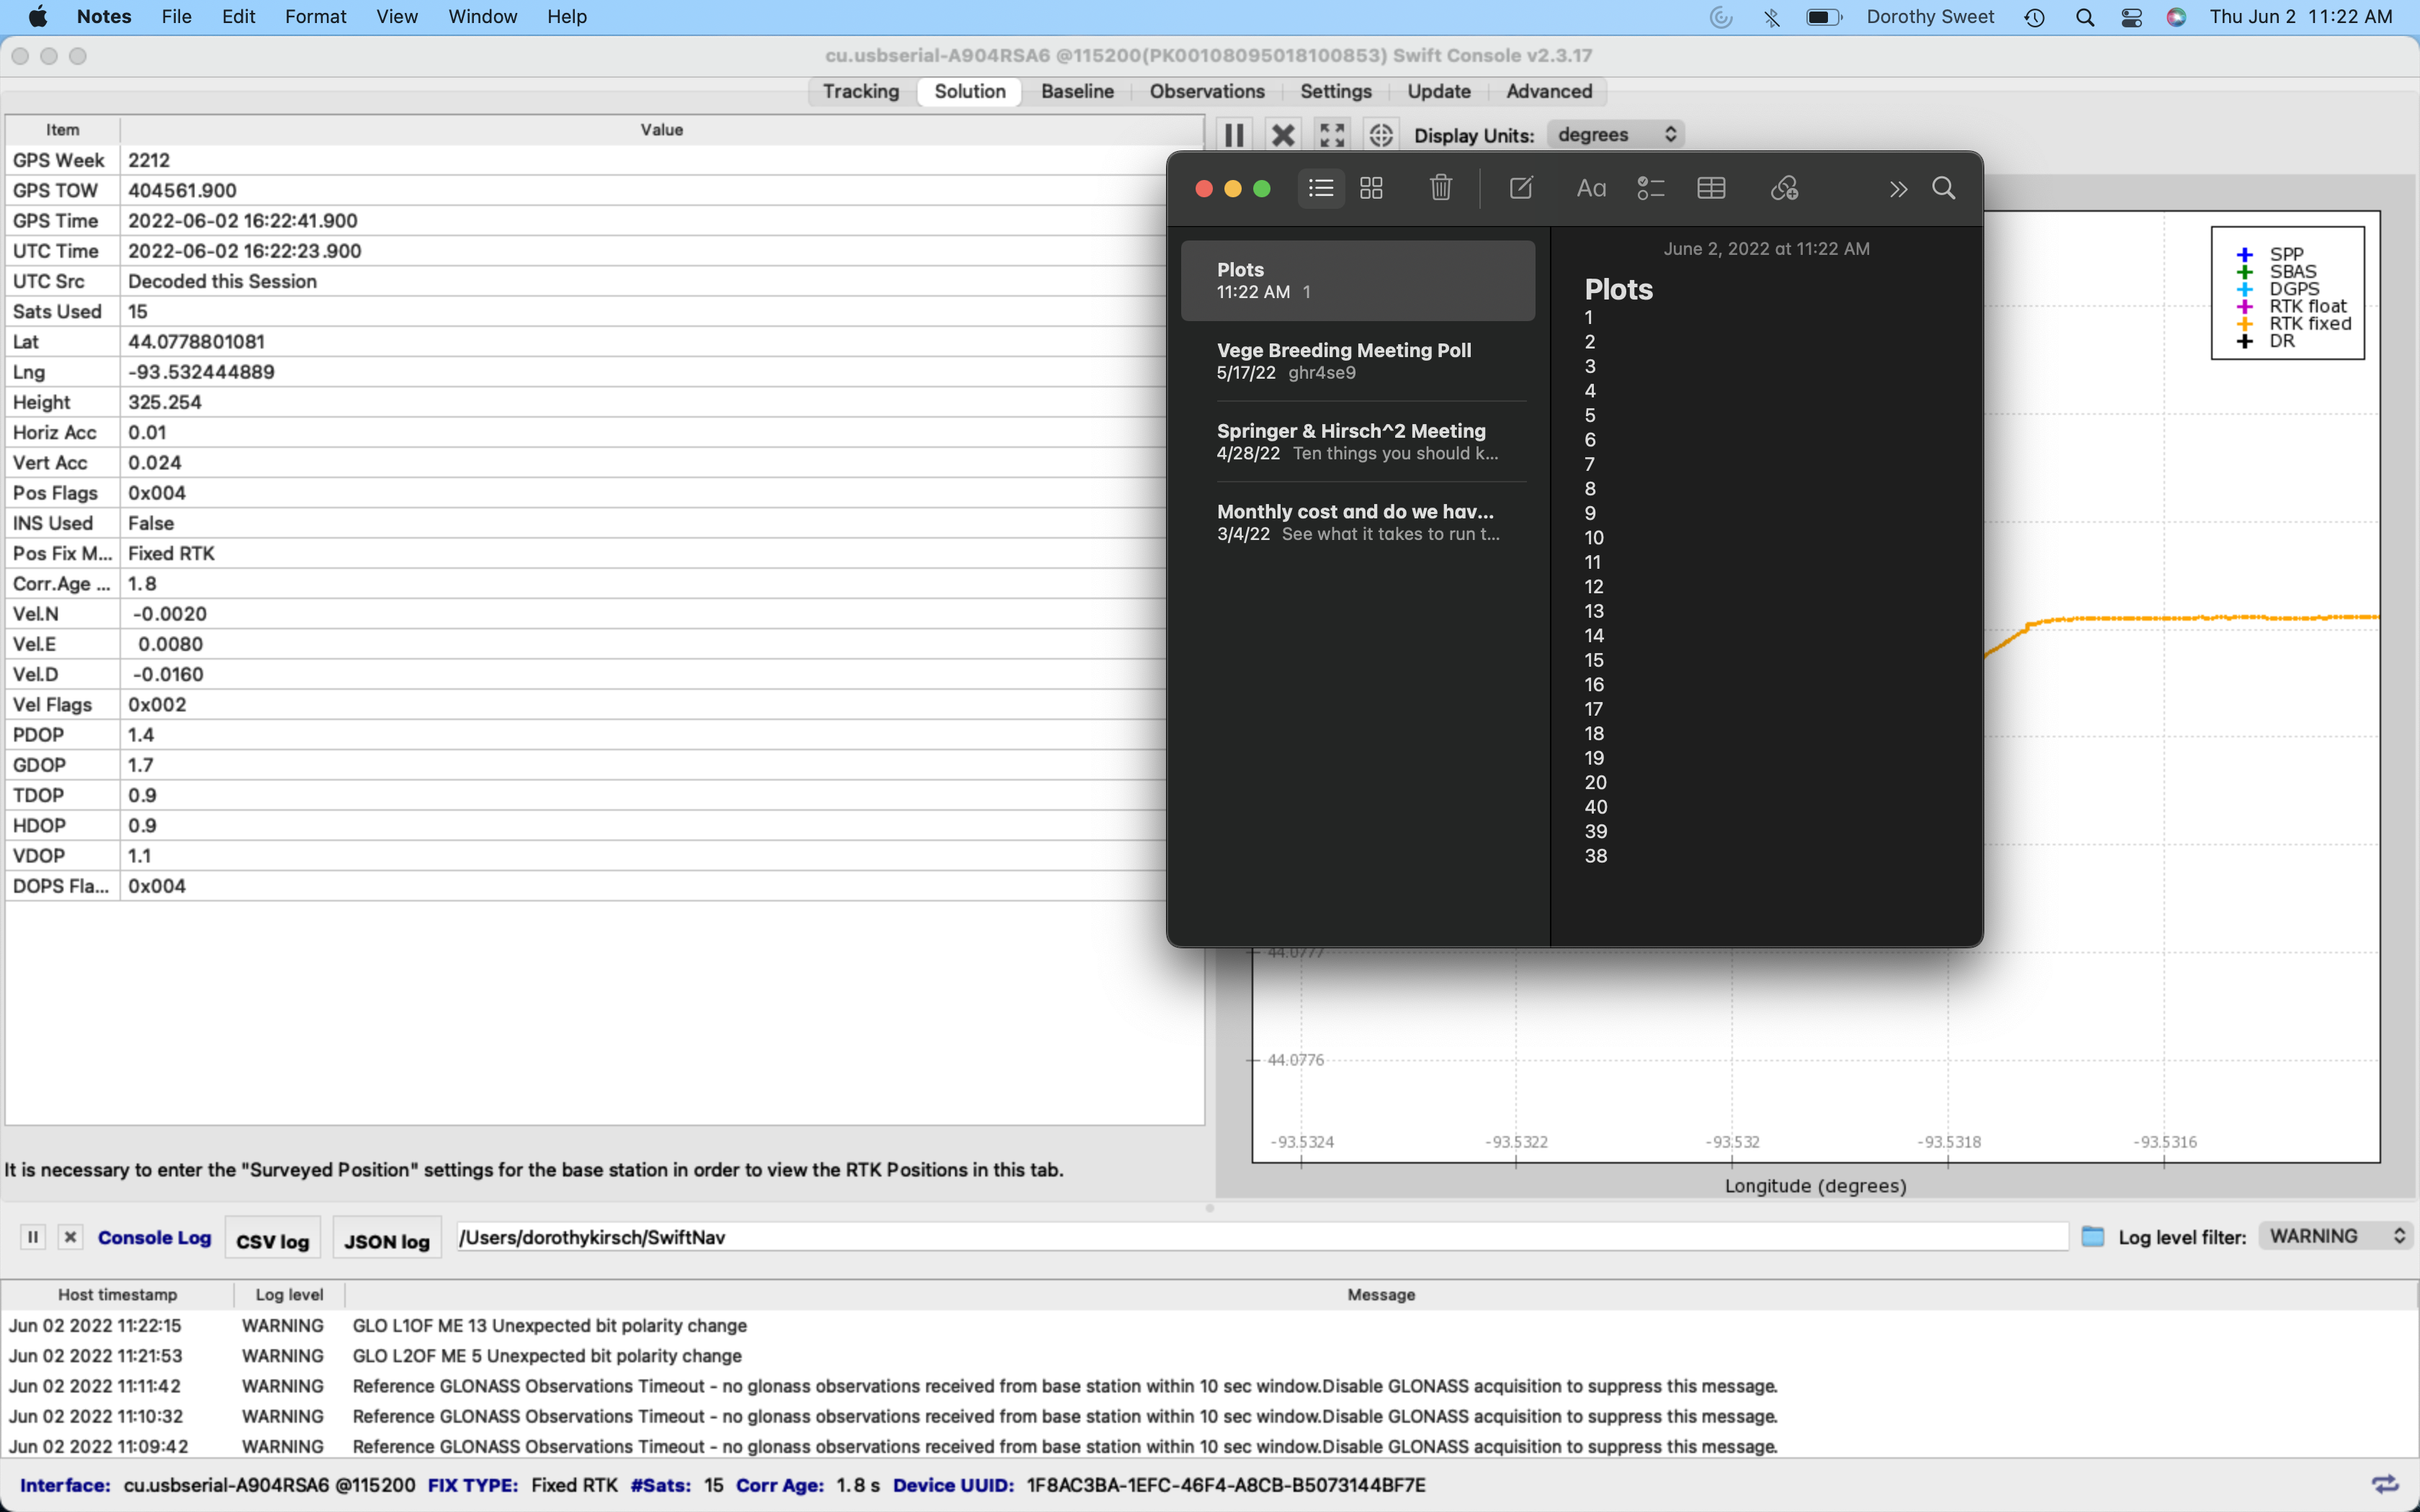 Notes File Edit Format View Window Help Dorothy Sweet Thu Jun 2 11:22 AM
cu.usbserial-A904RSA6 @115200(PK00108095018100853) Swift Console v2.3.17
Tracking Solution Baseline Observations Settings Update Advanced
Item Value
GPS Week 2212
GPS TOW 404561.900
GPS Time 2022-06-02 16:22:41.900
UTC Time 2022-06-02 16:22:23.900
UTC Src Decoded this Session
Sats Used 15
Lat 44.0778801081
Lng -93.532444889
Height 325.254
Horiz Acc 0.01
Vert Acc 0.024
Pos Flags 0x004
INS Used False
Pos Fix M... Fixed RTK
Corr.Age ... 1.8
Vel.N -0.0020
Vel.E 0.0080
Vel.D -0.0160
Vel Flags 0x002
PDOP 1.4
GDOP 1.7
TDOP 0.9
HDOP 0.9
VDOP 1.1
DOPS Fla... 0x004
It is necessary to enter the "Surveyed Position" settings for the base station in order to view the RTK Positions in this tab.
Display Units: degrees
Aa
Plots
11:22 AM 1
Vege Breeding Meeting Poll
5/17/22 ghr4se9
Springer & Hirsch^2 Meeting
4/28/22 Ten things you should k...
Monthly cost and do we hav...
3/4/22 See what it takes to run t...
June 2, 2022 at 11:22 AM
Plots
1
2
3
4
5
6
7
8
9
10
11
12
13
14
15
16
17
18
19
20
40
39
38
SPP
SBAS
DGPS
RTK float
RTK fixed
DR
44.0777
44.0776
-93.5324 -93.5322 -93.532 -93.5318 -93.5316
Longitude (degrees)
Console Log CSV log JSON log /Users/dorothykirsch/SwiftNav Log level filter: WARNING
Host timestamp Log level Message
Jun 02 2022 11:22:15 WARNING GLO L1OF ME 13 Unexpected bit polarity change
Jun 02 2022 11:21:53 WARNING GLO L2OF ME 5 Unexpected bit polarity change
Jun 02 2022 11:11:42 WARNING Reference GLONASS Observations Timeout - no glonass observations received from base station within 10 sec window.Disable GLONASS acquisition to suppress this message.
Jun 02 2022 11:10:32 WARNING Reference GLONASS Observations Timeout - no glonass observations received from base station within 10 sec window.Disable GLONASS acquisition to suppress this message.
Jun 02 2022 11:09:42 WARNING Reference GLONASS Observations Timeout - no glonass observations received from base station within 10 sec window.Disable GLONASS acquisition to suppress this message.
Interface: cu.usbserial-A904RSA6 @115200 FIX TYPE: Fixed RTK #Sats: 15 Corr Age: 1.8 s Device UUID: 1F8AC3BA-1EFC-46F4-A8CB-B5073144BF7E